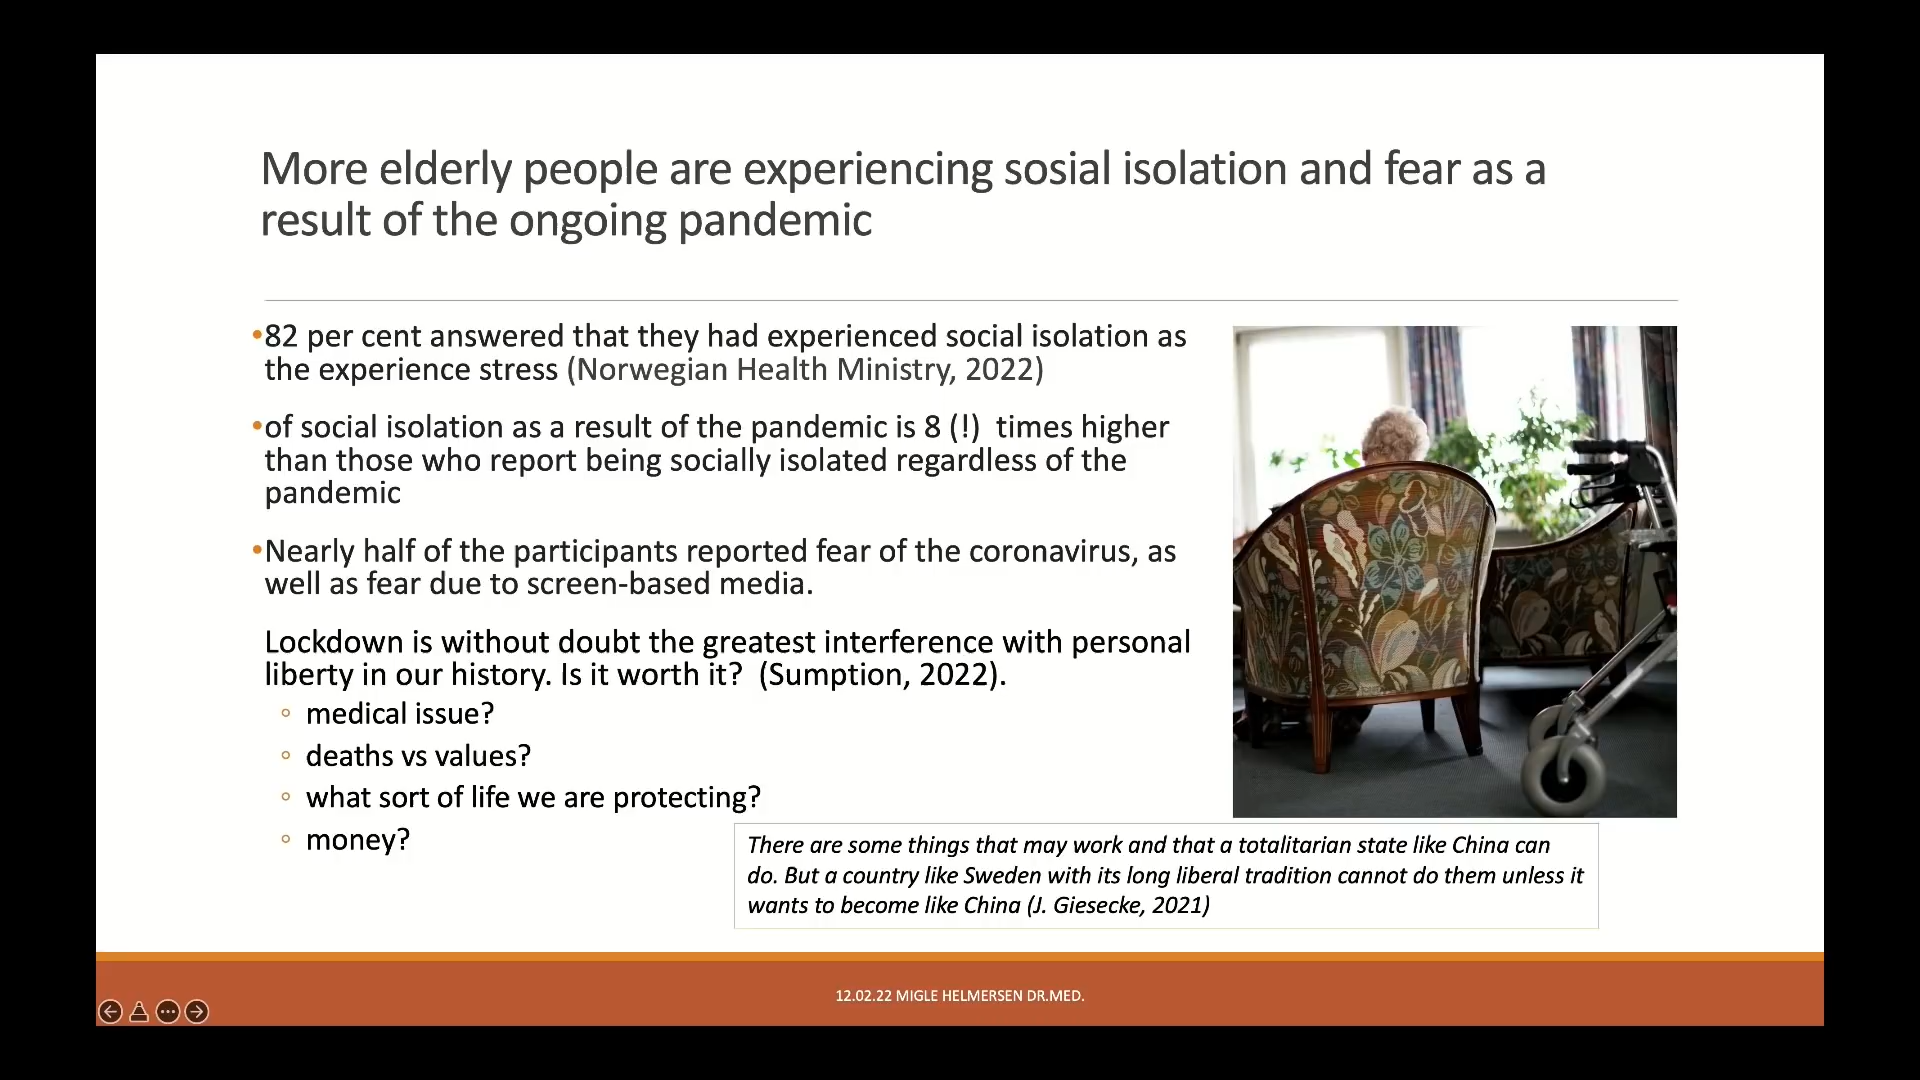 More elderly people are experiencing sosial isolation and fear as a
result of the ongoing pandemic
•82 per cent answered that they had experienced social isolation as
the experience stress (Norwegian Health Ministry, 2022)
•of social isolation as a result of the pandemic is 8 (!)  times higher
than those who report being socially isolated regardless of the
pandemic
•Nearly half of the participants reported fear of the coronavirus, as
well as fear due to screen-based media.
Lockdown is without doubt the greatest interference with personal
liberty in our history. Is it worth it?  (Sumption, 2022).
◦ medical issue?
◦ deaths vs values?
◦ what sort of life we are protecting?
◦ money?
There are some things that may work and that a totalitarian state like China can
do. But a country like Sweden with its long liberal tradition cannot do them unless it
wants to become like China (J. Giesecke, 2021)
12.02.22 MIGLE HELMERSEN DR.MED.